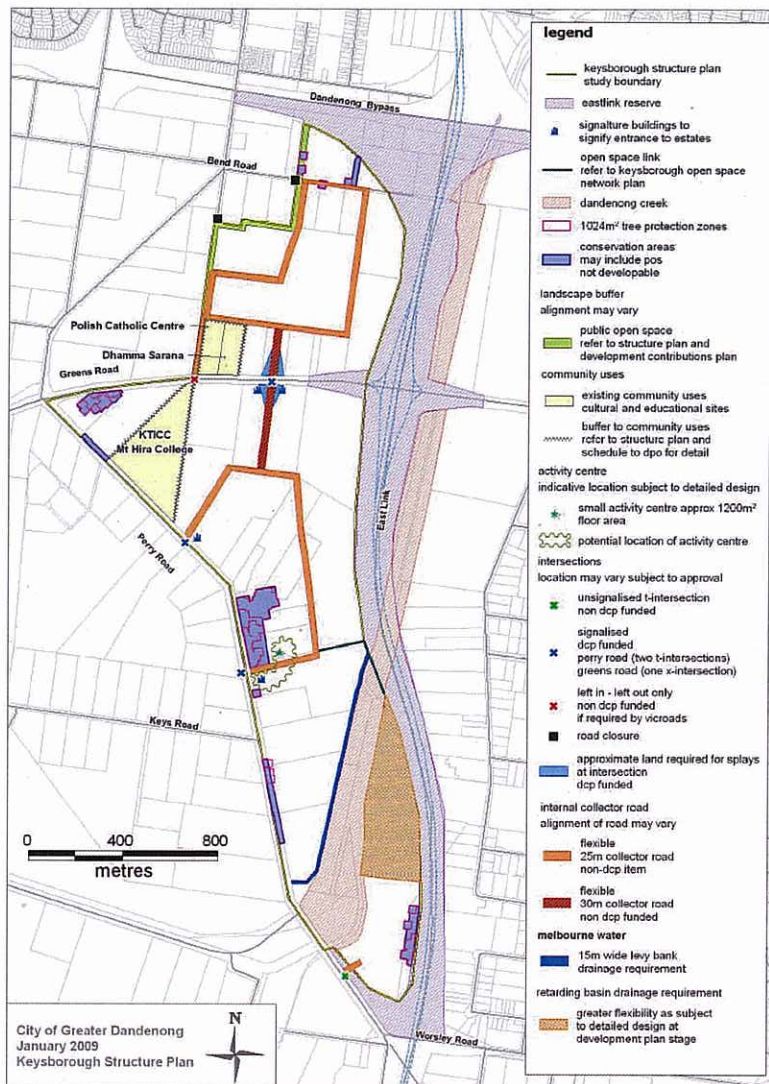 Dandenong Bypass
Bend Road
Polish Catholic Centre
Dhamma Sarana
Greens Road
KTICC
Mt Hira College
East Link
Perry Road
Keys Road
0 400 800
metres
Worsley Road
City of Greater Dandenong
January 2009
Keysborough Structure Plan
N
legend
keysborough structure plan
study boundary
eastlink reserve
signalture buildings to
signify entrance to estates
open space link
refer to keysborough open space
network plan
dandenong creek
1024m² tree protection zones
conservation areas
may include pos
not developable
landscape buffer
alignment may vary
public open space
refer to structure plan and
development contributions plan
community uses
existing community uses
cultural and educational sites
buffer to community uses
refer to structure plan and
schedule to dpo for detail
activity centre
indicative location subject to detailed design
small activity centre approx 1200m²
floor area
potential location of activity centre
intersections
location may vary subject to approval
unsignalised t-intersection
non dcp funded
signalised
dcp funded
perry road (two t-intersections)
greens road (one x-intersection)
left in - left out only
non dcp funded
if required by vicroads
road closure
approximate land required for splays
at intersection
dcp funded
internal collector road
alignment of road may vary
flexible
25m collector road
non-dcp item
flexible
30m collector road
non dcp funded
melbourne water
15m wide levy bank
drainage requirement
retarding basin drainage requirement
greater flexibility as subject
to detailed design at
development plan stage